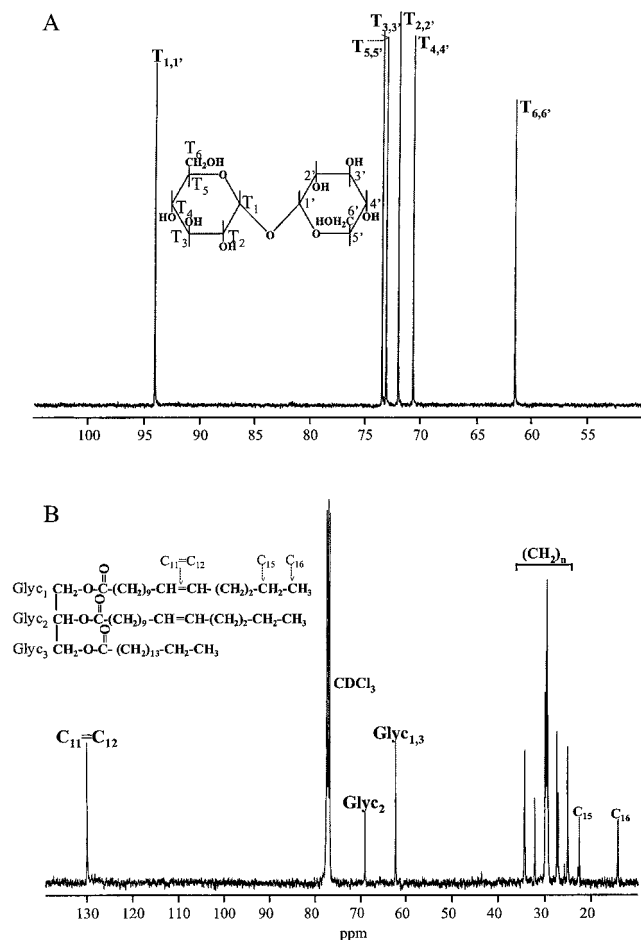 A
T3,3'
T2,2'
T1,1'
T5,5'
T4,4'
T6,6'
T6
CH2OH
OH
T5
O
2'
3'
OH
T4
T1
1'
6'
4'
HO
OH
HOH2C
OH
T3
T2
O
O
5'
OH
100 95 90 85 80 75 70 65 60 55
B
(CH2)n
O C11=C12 C15 C16
Glyc1 CH2-O-C-(CH2)9-CH=CH-(CH2)2-CH2-CH3
O
Glyc2 CH-O-C-(CH2)9-CH=CH-(CH2)2-CH2-CH3
O
Glyc3 CH2-O-C-(CH2)13-CH2-CH3
CDCl3
C11=C12
Glyc1,3
Glyc2
C15
C16
130 120 110 100 90 80 70 60 50 40 30 20
ppm